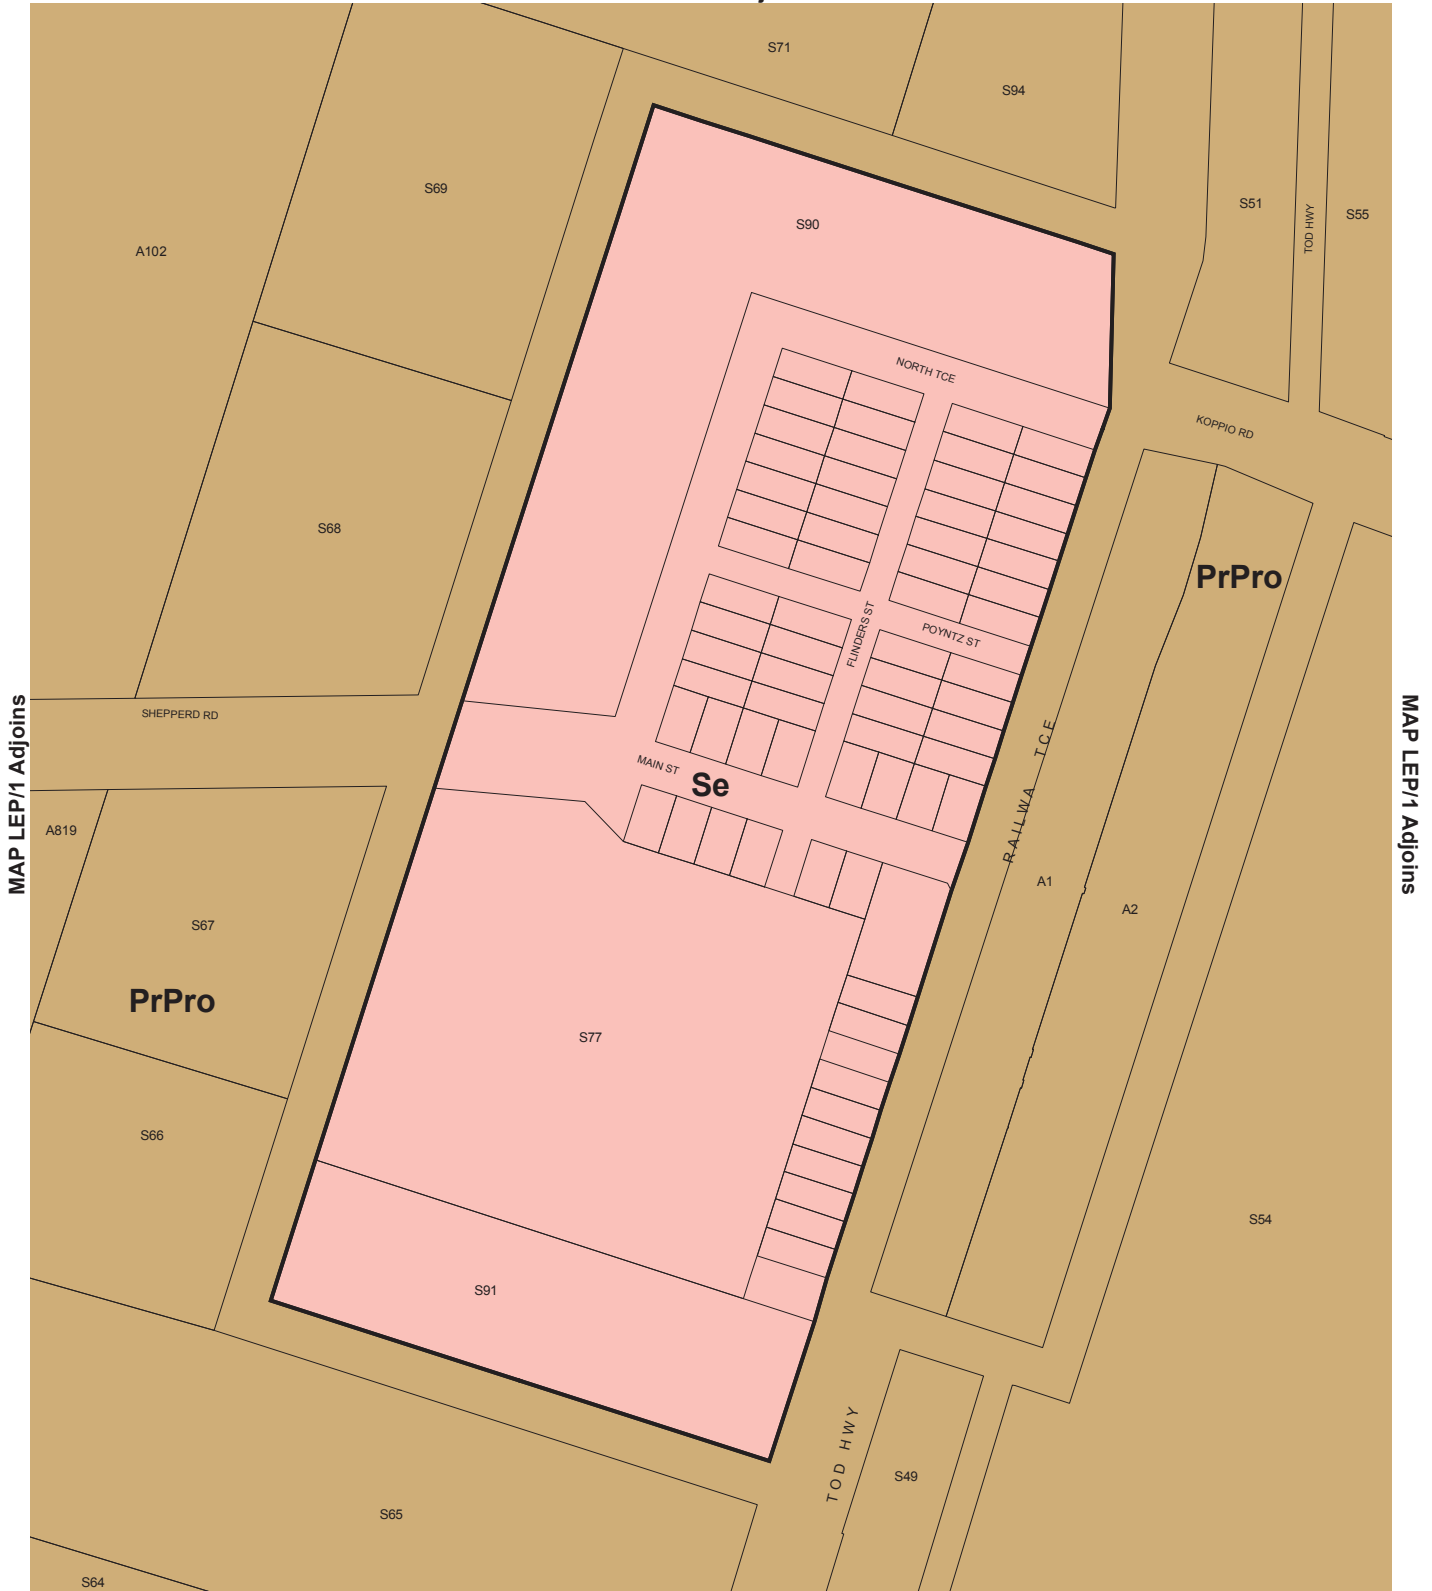 S71
S94
S69
S90
S51
TOD HWY
S55
A102
NORTH TCE
KOPPIO RD
S68
PrPro
FLINDERS ST
POYNTZ ST
SHEPPERD RD
MAP LEP/1 Adjoins
MAP LEP/1 Adjoins
MAIN ST
Se
RAILWA TCE
A819
A1
A2
S67
PrPro
S77
S66
S54
S91
TOD HWY
S49
S65
S64